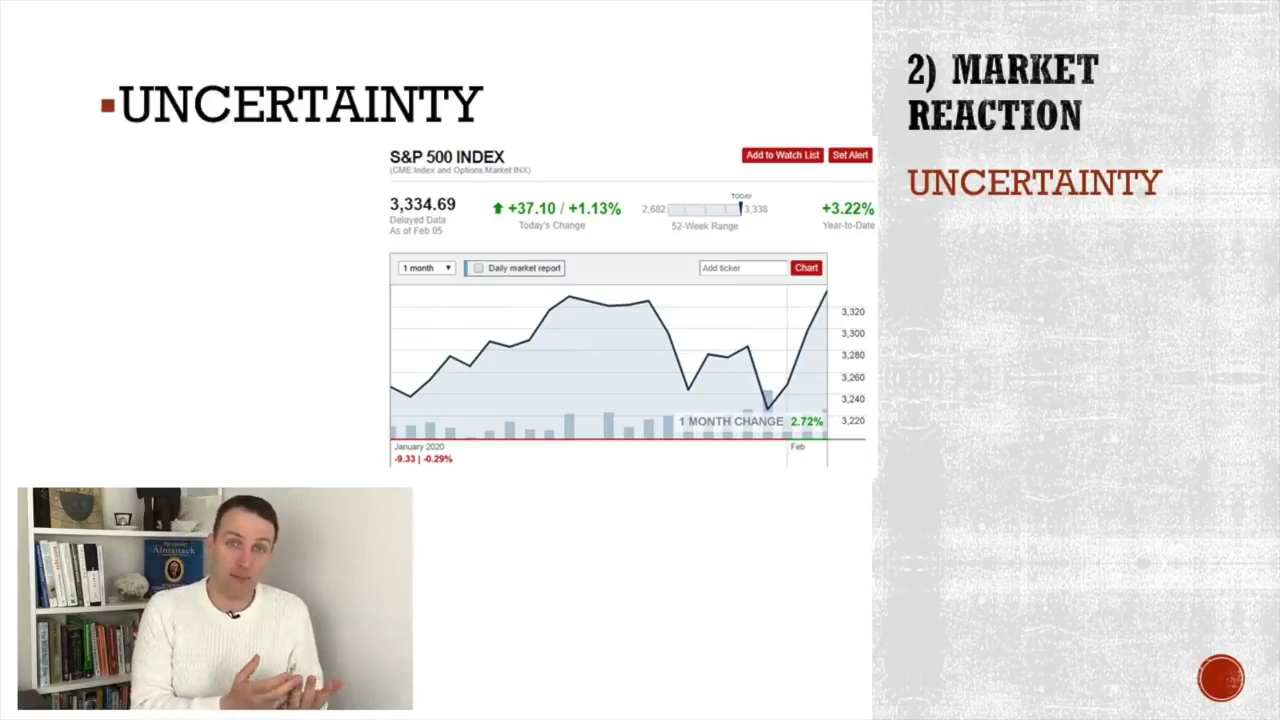 ▪UNCERTAINTY
2) MARKET
REACTION
UNCERTAINTY
S&P 500 INDEX
(CME:Index and Options Market:INX)
Add to Watch List
Set Alert
3,334.69
Delayed Data
As of Feb 05
+37.10 / +1.13%
Today's Change
TODAY
2,682
3,338
52-Week Range
+3.22%
Year-to-Date
1 month
Daily market report
Add ticker
Chart
3,320
3,300
3,280
3,260
3,240
3,220
1 MONTH CHANGE 2.72%
January 2020
Feb
-9.33 | -0.29%
Almanack